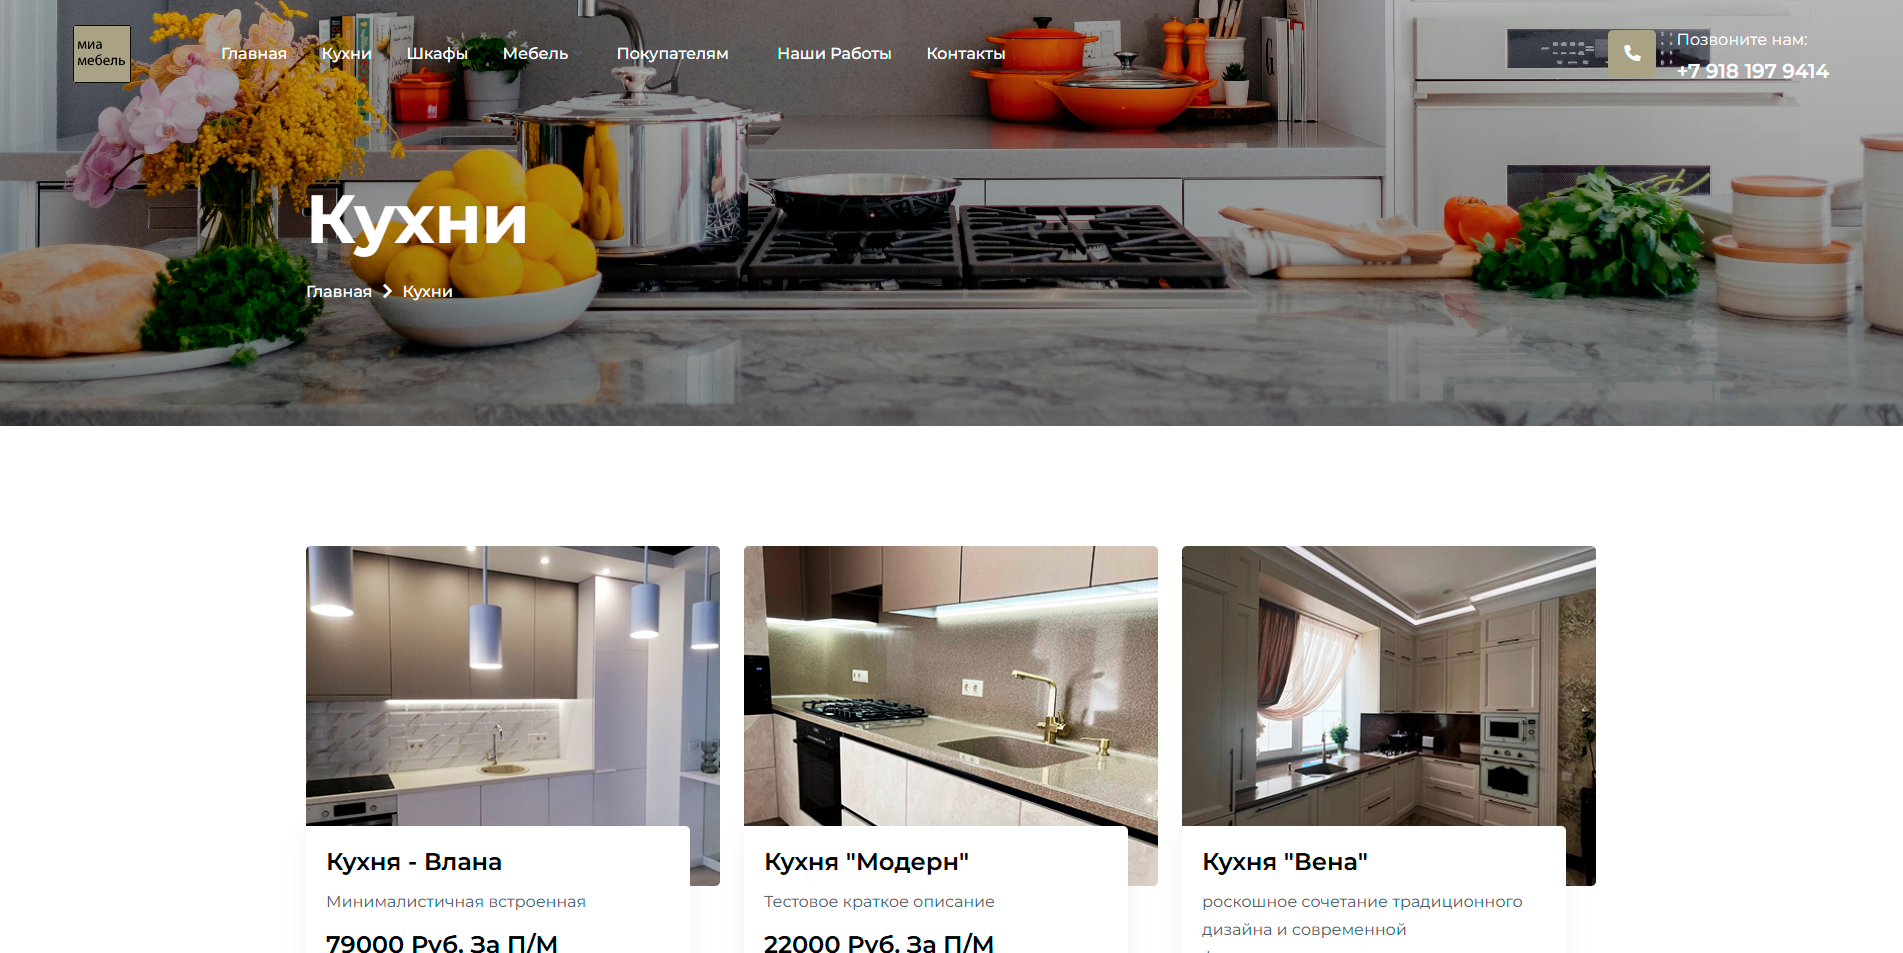 миа
мебель
Главная Кухни Шкафы Мебель Покупателям Наши Работы Контакты
Позвоните нам:
+7 918 197 9414
Кухни
Главная Кухни
Кухня - Влана
Минималистичная встроенная
79000 Руб. За П/М
Кухня "Модерн"
Тестовое краткое описание
22000 Руб. За П/М
Кухня "Вена"
роскошное сочетание традиционного
дизайна и современной